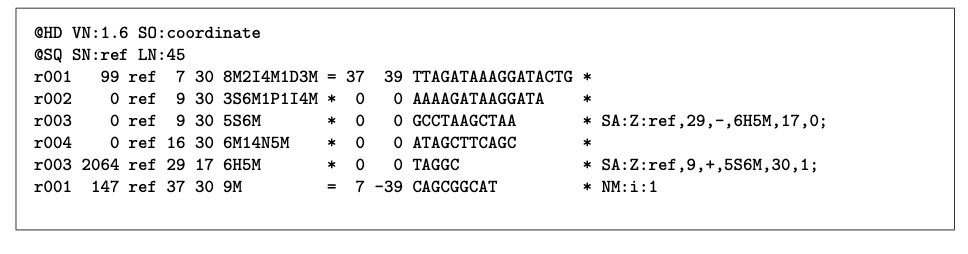 @HD VN:1.6 SO:coordinate
@SQ SN:ref LN:45
r001   99 ref  7 30 8M2I4M1D3M = 37  39 TTAGATAAAGGATACTG *
r002    0 ref  9 30 3S6M1P1I4M *  0   0 AAAAGATAAGGATA    *
r003    0 ref  9 30 5S6M       *  0   0 GCCTAAGCTAA       * SA:Z:ref,29,-,6H5M,17,0;
r004    0 ref 16 30 6M14N5M    *  0   0 ATAGCTTCAGC       *
r003 2064 ref 29 17 6H5M       *  0   0 TAGGC             * SA:Z:ref,9,+,5S6M,30,1;
r001  147 ref 37 30 9M         =  7 -39 CAGCGGCAT         * NM:i:1